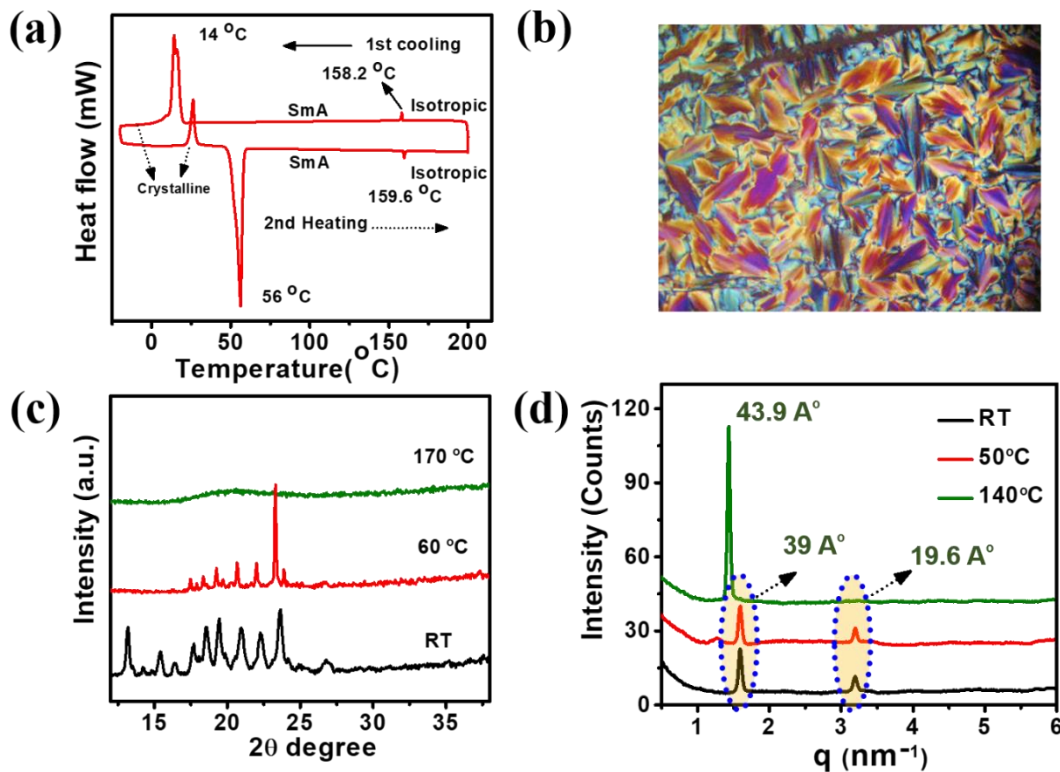 (a)
14 °C
1st cooling
158.2
°C
SmA
Isotropic
SmA
Isotropic
Crystalline
159.6 °C
2nd Heating
56 °C
Heat flow (mW)
0 50 100 150 200
Temperature(°C)
(b)
(c)
170 °C
60 °C
RT
Intensity (a.u.)
15 20 25 30 35
2θ degree
(d)
43.9 A°
RT
50°C
140°C
39 A°
19.6 A°
Intensity (Counts)
120
90
60
30
0
1 2 3 4 5 6
q (nm⁻¹)